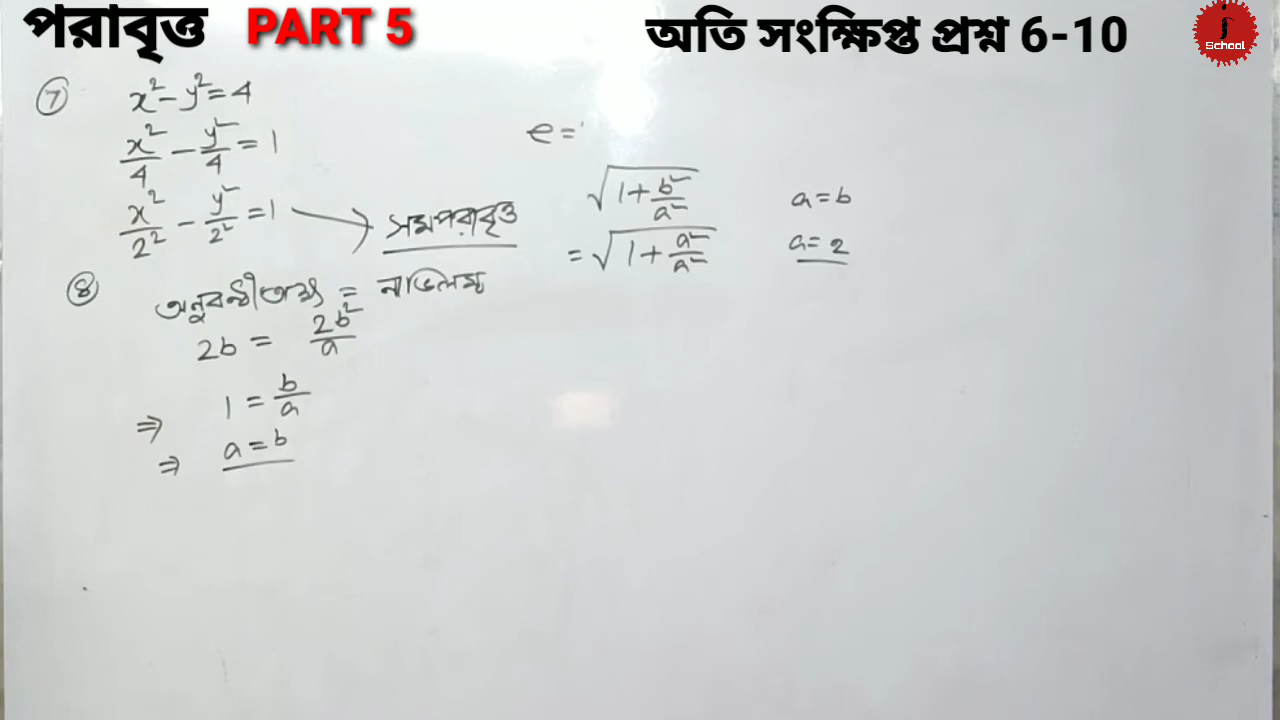 পরাবৃত্ত PART 5
অতি সংক্ষিপ্ত প্রশ্ন 6-10
School
7
x² - y² = 4
x²/4 - y²/4 = 1
x²/2² - y²/2² = 1 → সমপরাবৃত্ত
৪
অনুবন্ধী অক্ষ = নাভিলম্ব
2b = 2b²/a
⇒ 1 = b/a
⇒ a = b
e =
√(1 + b²/a²)
= √(1 + a²/a²)
a = b
a = 2